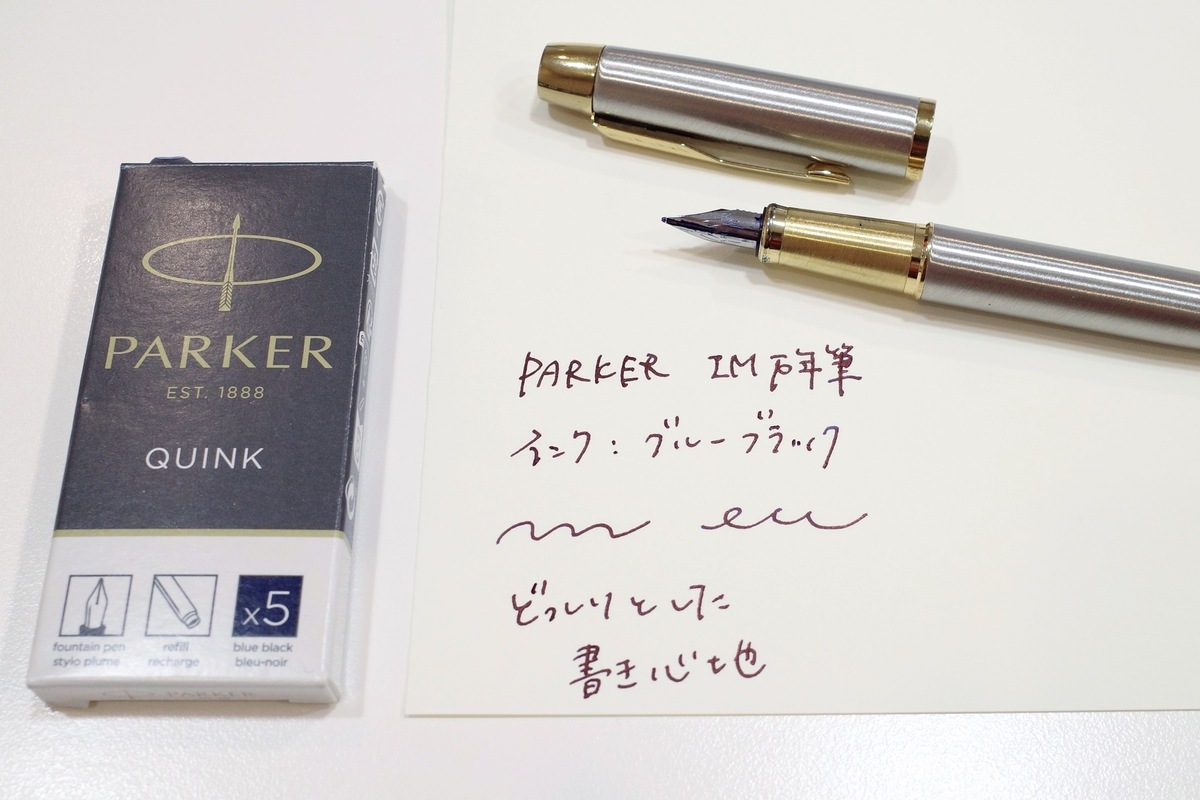 PARKER
EST. 1888
QUINK
fountain pen
stylo plume
refill
recharge
x5
blue black
bleu-noir
PARKER
PARKER IM万年筆
インク:ブルーブラック
どっしりとした
書き心地